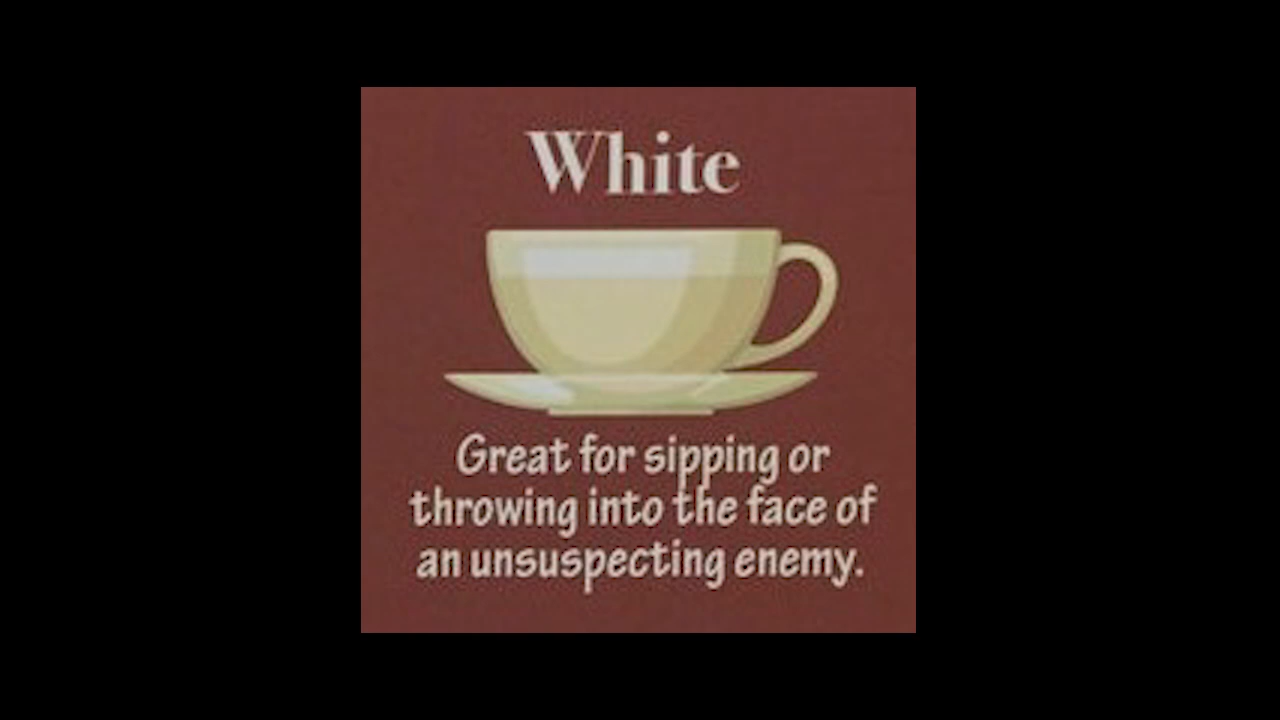 White
Great for sipping or
throwing into the face of
an unsuspecting enemy.